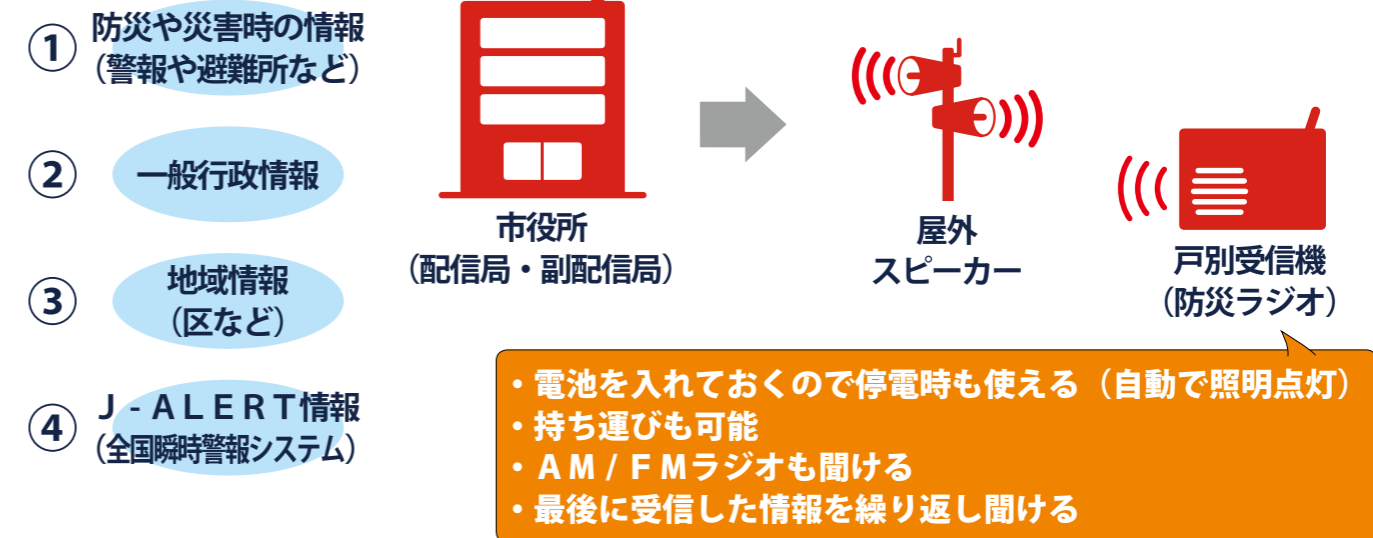 ①
防災や災害時の情報
（警報や避難所など）
②
一般行政情報
③
地域情報
（区など）
④
Ｊ-ＡＬＥＲＴ情報
（全国瞬時警報システム）
市役所
（配信局・副配信局）
屋外
スピーカー
戸別受信機
（防災ラジオ）
・電池を入れておくので停電時も使える（自動で照明点灯）
・持ち運びも可能
・ＡＭ/ＦＭラジオも聞ける
・最後に受信した情報を繰り返し聞ける